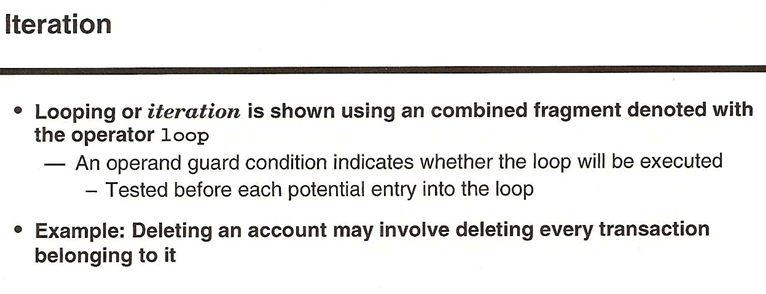 Iteration
• Looping or iteration is shown using an combined fragment denoted with
the operator loop
— An operand guard condition indicates whether the loop will be executed
– Tested before each potential entry into the loop
• Example: Deleting an account may involve deleting every transaction
belonging to it